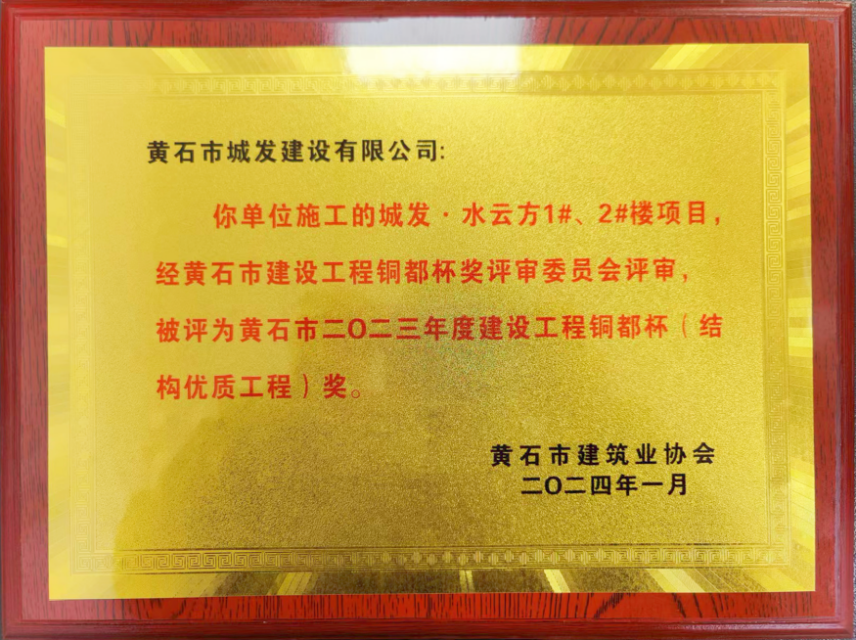 黄石市城发建设有限公司:
你单位施工的城发·水云方1#、2#楼项目,
经黄石市建设工程铜都杯奖评审委员会评审,
被评为黄石市二O二三年度建设工程铜都杯(结
构优质工程)奖。
黄石市建筑业协会
二O二四年一月